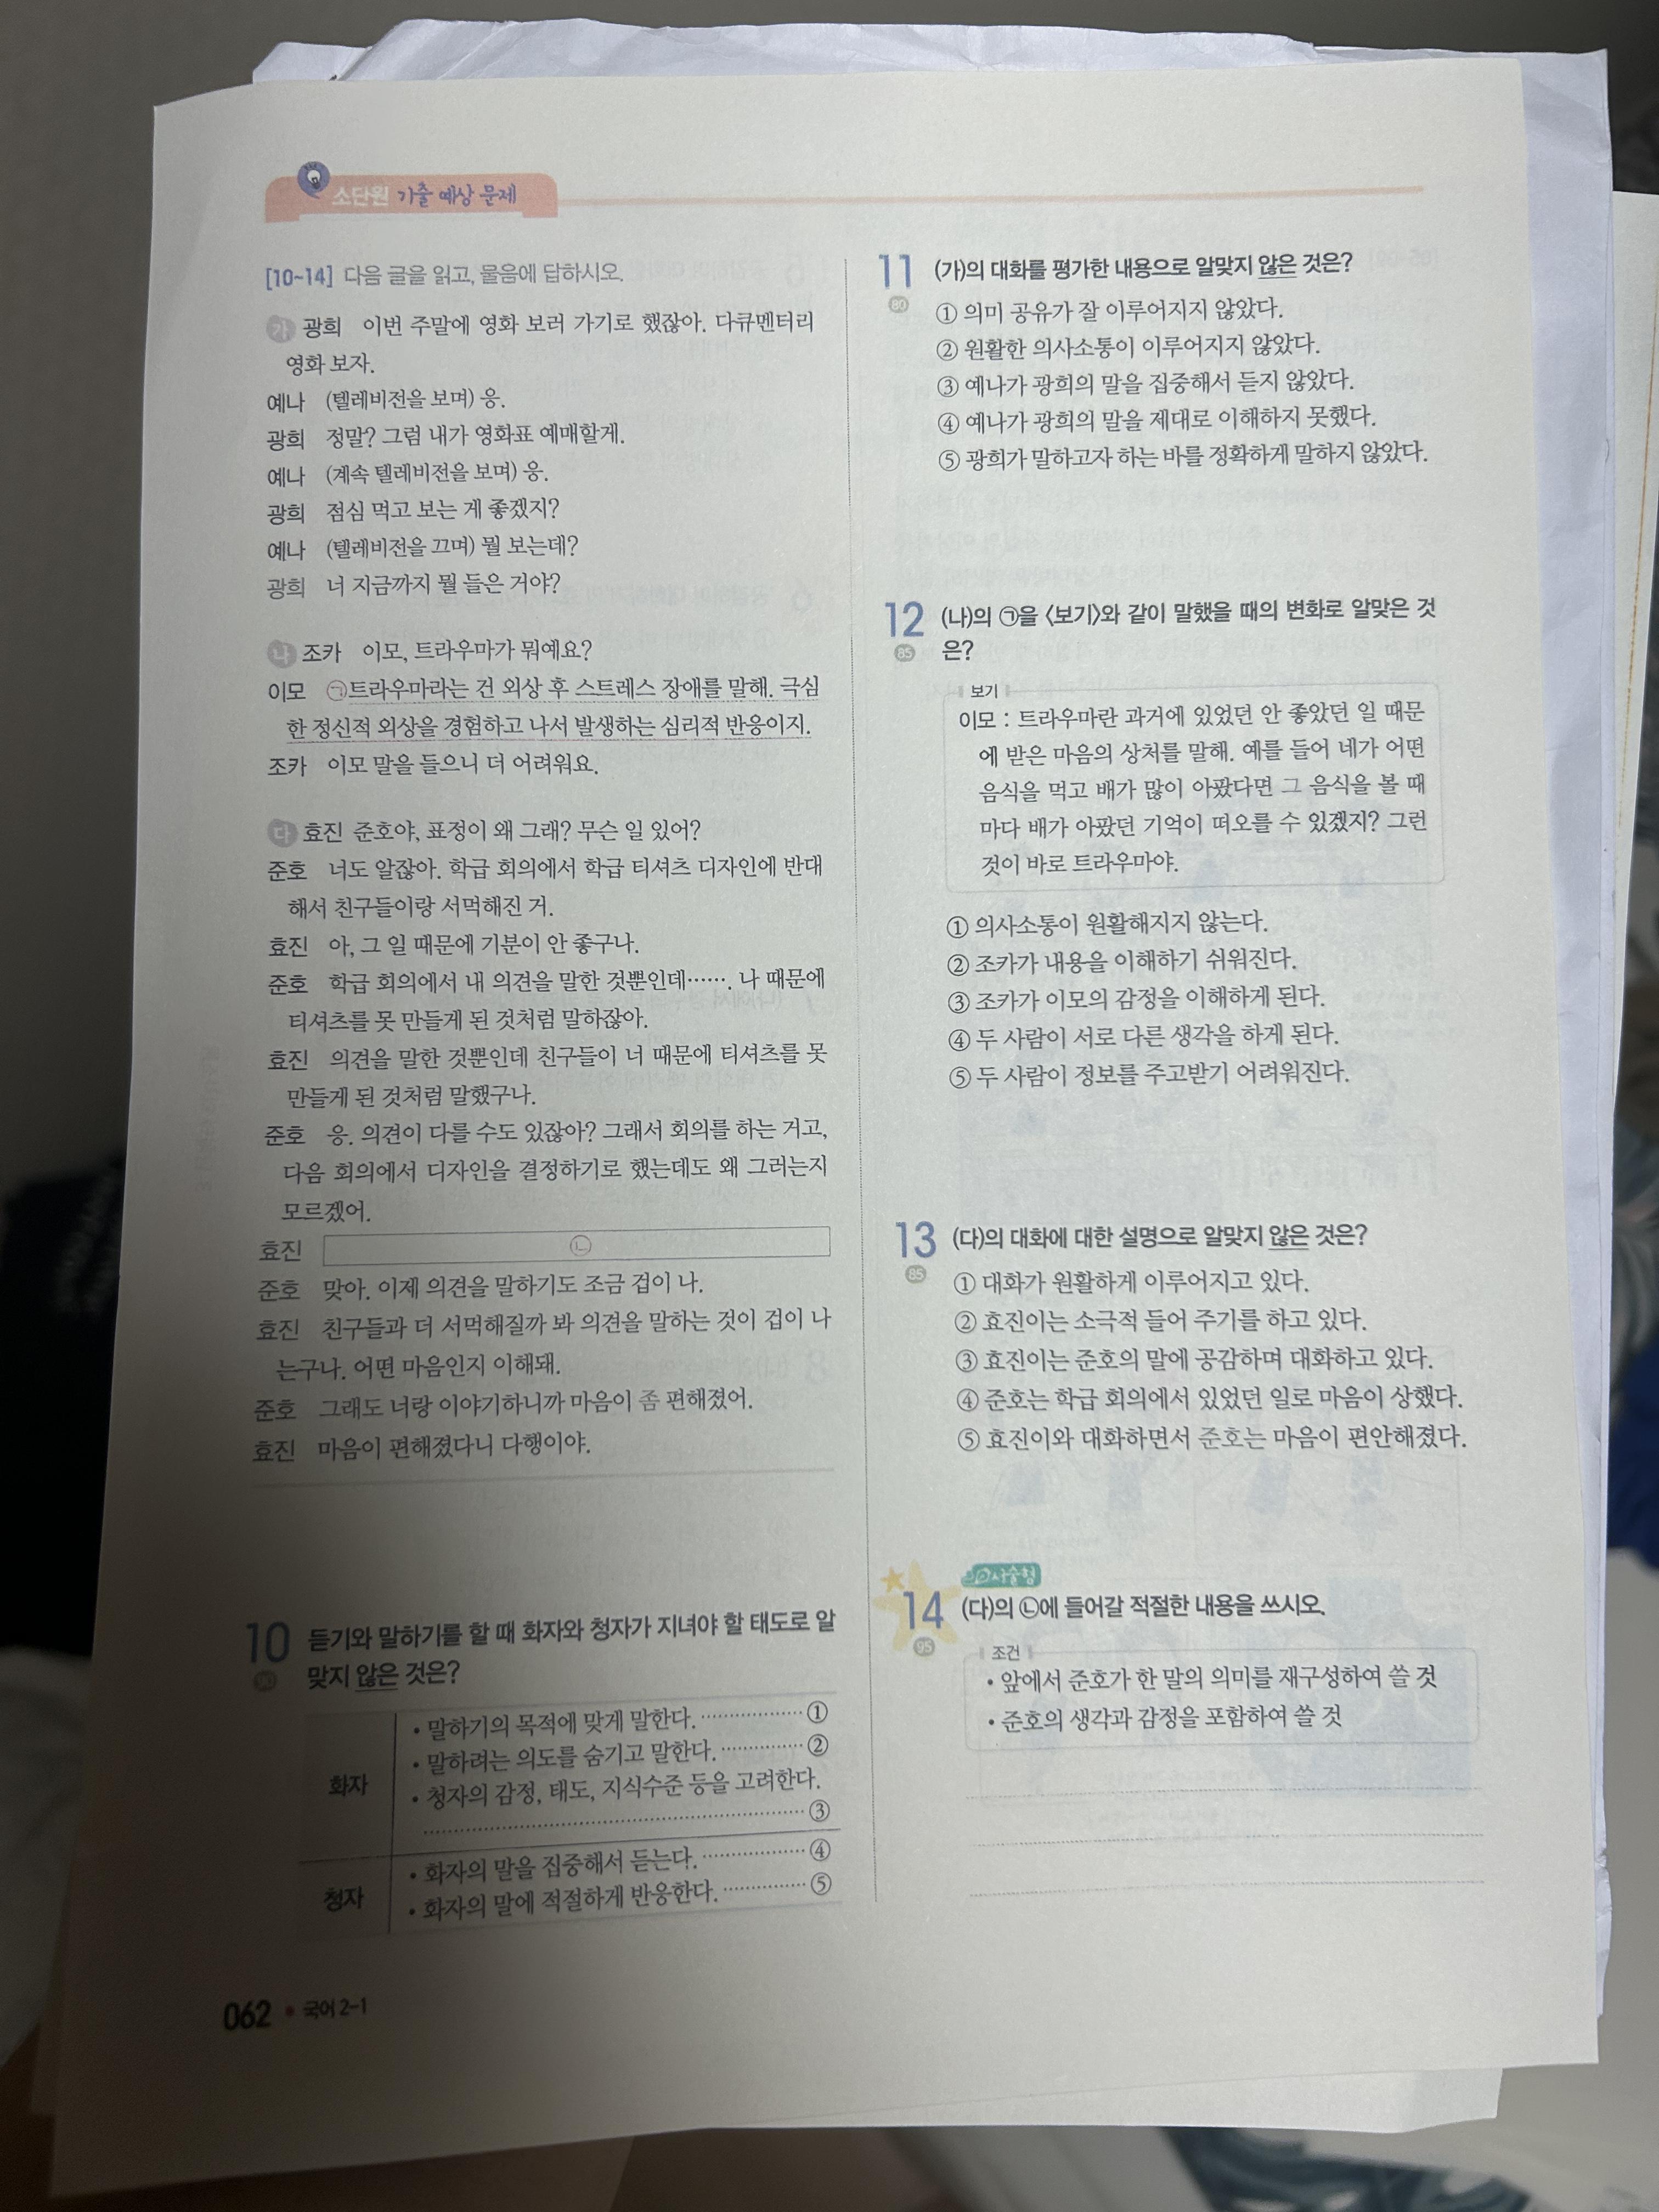 소단원 기출 예상 문제
[10~14] 다음 글을 읽고, 물음에 답하시오.
가 광희 이번 주말에 영화 보러 가기로 했잖아. 다큐멘터리
영화 보자.
예나 (텔레비전을 보며) 응.
광희 정말? 그럼 내가 영화표 예매할게.
예나 (계속 텔레비전을 보며) 응.
광희 점심 먹고 보는 게 좋겠지?
예나 (텔레비전을 끄며) 뭘 보는데?
광희 너 지금까지 뭘 들은 거야?
나 조카 이모, 트라우마가 뭐예요?
이모 ㉠트라우마라는 건 외상 후 스트레스 장애를 말해. 극심
한 정신적 외상을 경험하고 나서 발생하는 심리적 반응이지.
조카 이모 말을 들으니 더 어려워요.
다 효진 준호야, 표정이 왜 그래? 무슨 일 있어?
준호 너도 알잖아. 학급 회의에서 학급 티셔츠 디자인에 반대
해서 친구들이랑 서먹해진 거.
효진 아, 그 일 때문에 기분이 안 좋구나.
준호 학급 회의에서 내 의견을 말한 것뿐인데……. 나 때문에
티셔츠를 못 만들게 된 것처럼 말하잖아.
효진 의견을 말한 것뿐인데 친구들이 너 때문에 티셔츠를 못
만들게 된 것처럼 말했구나.
준호 응. 의견이 다를 수도 있잖아? 그래서 회의를 하는 거고,
다음 회의에서 디자인을 결정하기로 했는데도 왜 그러는지
모르겠어.
효진 ㉡
준호 맞아. 이제 의견을 말하기도 조금 겁이 나.
효진 친구들과 더 서먹해질까 봐 의견을 말하는 것이 겁이 나
는구나. 어떤 마음인지 이해돼.
준호 그래도 너랑 이야기하니까 마음이 좀 편해졌어.
효진 마음이 편해졌다니 다행이야.
10 듣기와 말하기를 할 때 화자와 청자가 지녀야 할 태도로 알
90 맞지 않은 것은?
화자
• 말하기의 목적에 맞게 말한다. ①
• 말하려는 의도를 숨기고 말한다. ②
• 청자의 감정, 태도, 지식수준 등을 고려한다.
③
청자
• 화자의 말을 집중해서 듣는다. ④
• 화자의 말에 적절하게 반응한다. ⑤
062 • 국어 2-1
11 (가)의 대화를 평가한 내용으로 알맞지 않은 것은?
80
① 의미 공유가 잘 이루어지지 않았다.
② 원활한 의사소통이 이루어지지 않았다.
③ 예나가 광희의 말을 집중해서 듣지 않았다.
④ 예나가 광희의 말을 제대로 이해하지 못했다.
⑤ 광희가 말하고자 하는 바를 정확하게 말하지 않았다.
12 (나)의 ㉠을 〈보기〉와 같이 말했을 때의 변화로 알맞은 것
85 은?
보기
이모 : 트라우마란 과거에 있었던 안 좋았던 일 때문
에 받은 마음의 상처를 말해. 예를 들어 네가 어떤
음식을 먹고 배가 많이 아팠다면 그 음식을 볼 때
마다 배가 아팠던 기억이 떠오를 수 있겠지? 그런
것이 바로 트라우마야.
① 의사소통이 원활해지지 않는다.
② 조카가 내용을 이해하기 쉬워진다.
③ 조카가 이모의 감정을 이해하게 된다.
④ 두 사람이 서로 다른 생각을 하게 된다.
⑤ 두 사람이 정보를 주고받기 어려워진다.
13 (다)의 대화에 대한 설명으로 알맞지 않은 것은?
85
① 대화가 원활하게 이루어지고 있다.
② 효진이는 소극적 들어 주기를 하고 있다.
③ 효진이는 준호의 말에 공감하며 대화하고 있다.
④ 준호는 학급 회의에서 있었던 일로 마음이 상했다.
⑤ 효진이와 대화하면서 준호는 마음이 편안해졌다.
서술형
14 (다)의 ㉡에 들어갈 적절한 내용을 쓰시오.
95
조건
• 앞에서 준호가 한 말의 의미를 재구성하여 쓸 것
• 준호의 생각과 감정을 포함하여 쓸 것